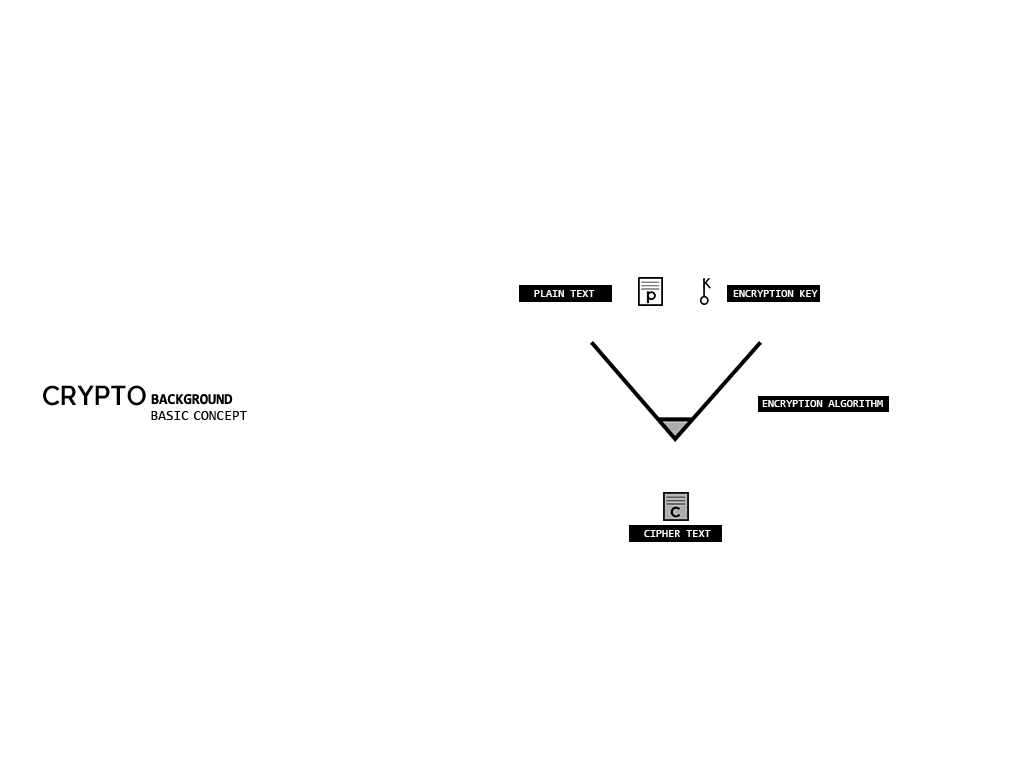 CRYPTO BACKGROUND
BASIC CONCEPT
PLAIN TEXT
p
K
ENCRYPTION KEY
ENCRYPTION ALGORITHM
C
CIPHER TEXT